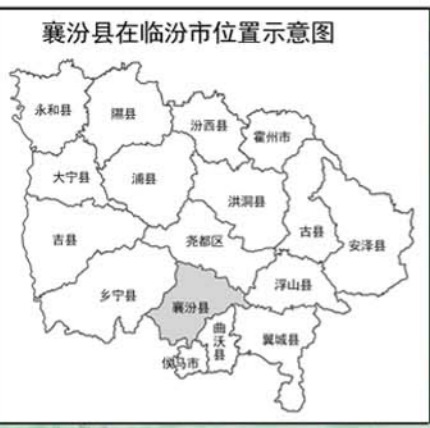 襄汾县在临汾市位置示意图
永和县
隰县
汾西县
霍州市
大宁县
浦县
洪洞县
吉县
尧都区
古县
安泽县
乡宁县
浮山县
襄汾县
曲沃县
翼城县
侯马市